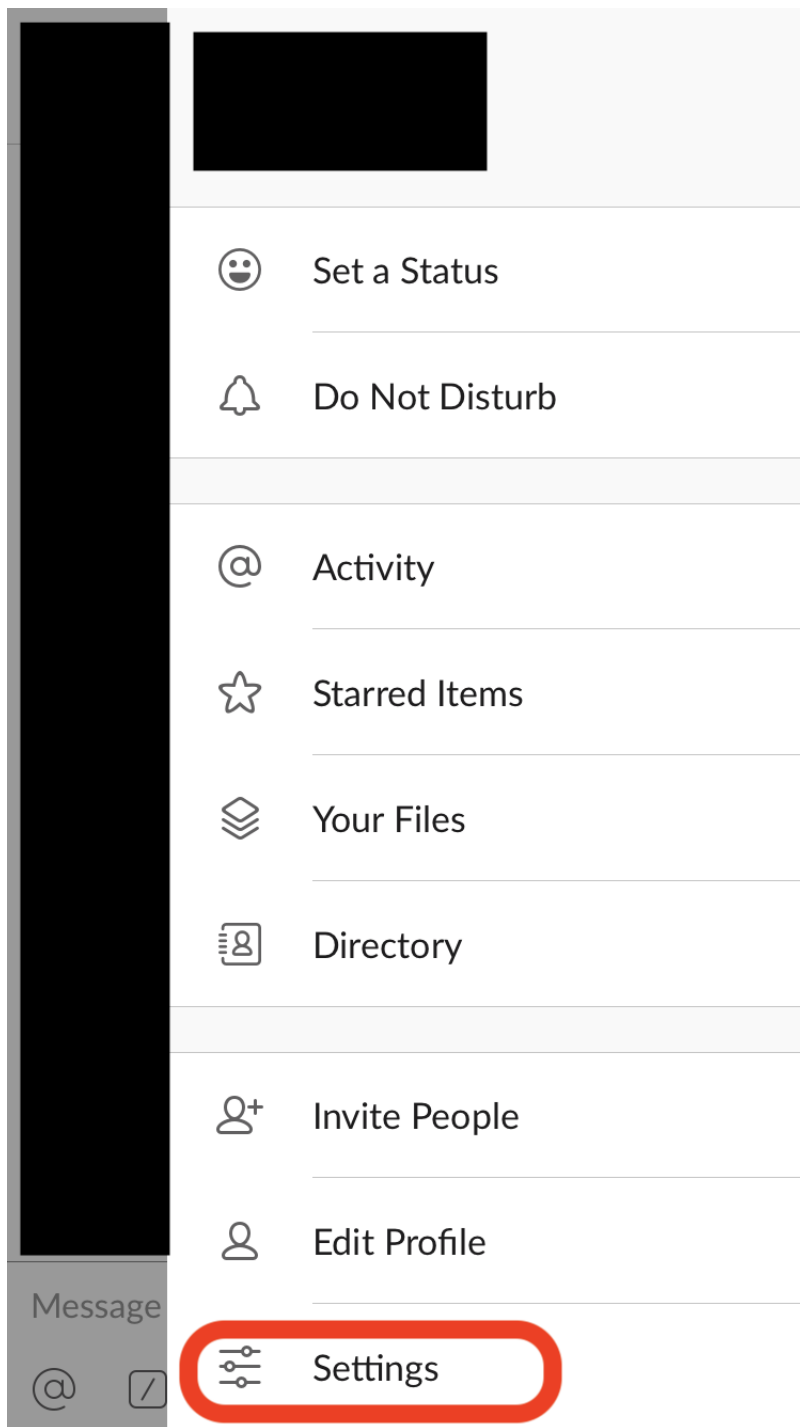 Set a Status
Do Not Disturb
Activity
Starred Items
Your Files
Directory
Invite People
Edit Profile
Message
Settings